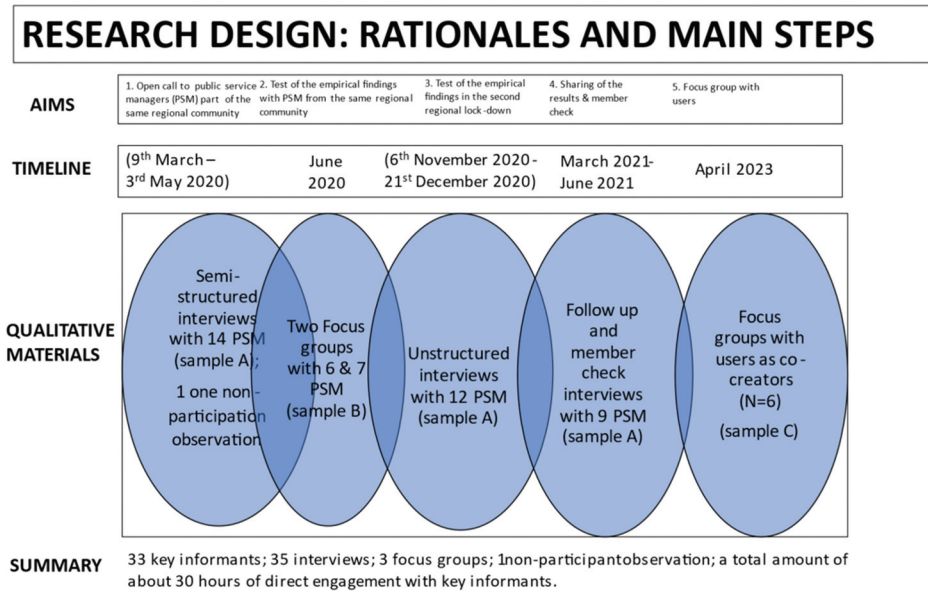 RESEARCH DESIGN: RATIONALES AND MAIN STEPS
AIMS
1. Open call to public service
managers (PSM) part of the
same regional community
2. Test of the empirical findings
with PSM from the same regional
community
3. Test of the empirical
findings in the second
regional lock-down
4. Sharing of the
results & member
check
5. Focus group with
users
TIMELINE
(9th March –
3rd May 2020)
June
2020
(6th November 2020-
21st December 2020)
March 2021-
June 2021
April 2023
QUALITATIVE
MATERIALS
Semi-
structured
interviews
with 14 PSM
(sample A);
1 one non-
participation
observation
Two Focus
groups
with 6 & 7
PSM
(sample B)
Unstructured
interviews
with 12 PSM
(sample A)
Follow up
and
member
check
interviews
with 9 PSM
(sample A)
Focus
groups with
users as co-
creators
(N=6)
(sample C)
SUMMARY
33 key informants; 35 interviews; 3 focus groups; 1non-participantobservation; a total amount of
about 30 hours of direct engagement with key informants.